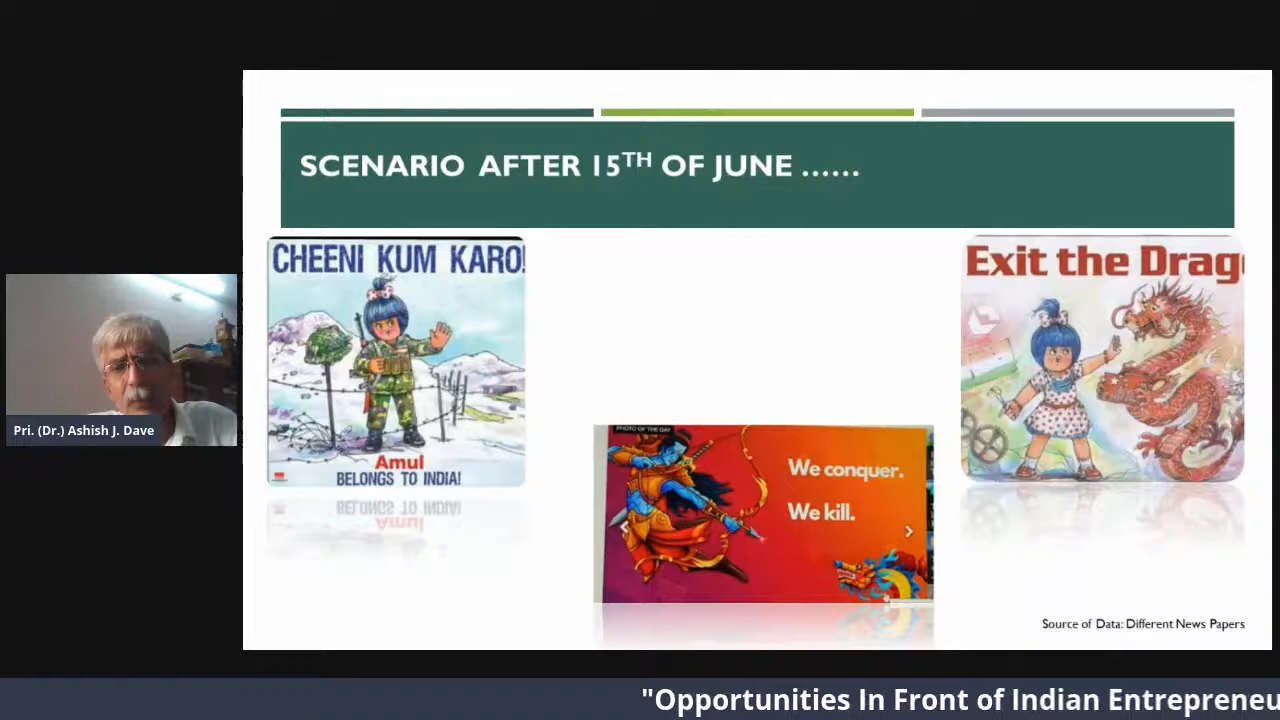 SCENARIO AFTER 15TH OF JUNE ......
CHEENI KUM KARO!
Amul
BELONGS TO INDIA!
Exit the Drag
PHOTO OF THE DAY
We conquer.
We kill.
Pri. (Dr.) Ashish J. Dave
Source of Data: Different News Papers
"Opportunities In Front of Indian Entrepreneu